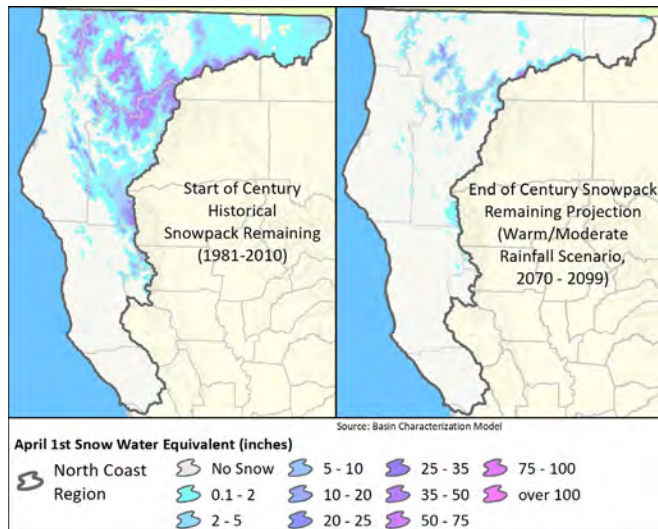 Start of Century
Historical
Snowpack Remaining
(1981-2010)
End of Century Snowpack
Remaining Projection
(Warm/Moderate
Rainfall Scenario,
2070 - 2099)
Source: Basin Characterization Model
April 1st Snow Water Equivalent (inches)
North Coast
Region
No Snow
0.1 - 2
2 - 5
5 - 10
10 - 20
20 - 25
25 - 35
35 - 50
50 - 75
75 - 100
over 100